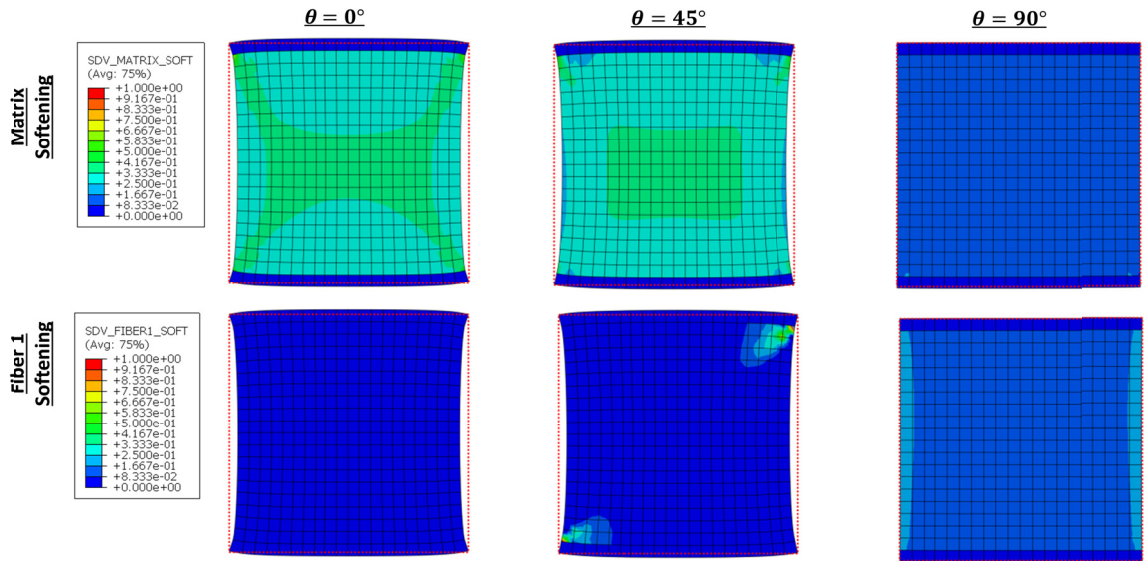 θ = 0°
θ = 45°
θ = 90°
Matrix
Softening
SDV_MATRIX_SOFT
(Avg: 75%)
+1.000e+00
+9.167e-01
+8.333e-01
+7.500e-01
+6.667e-01
+5.833e-01
+5.000e-01
+4.167e-01
+3.333e-01
+2.500e-01
+1.667e-01
+8.333e-02
+0.000e+00
Fiber 1
Softening
SDV_FIBER1_SOFT
(Avg: 75%)
+1.000e+00
+9.167e-01
+8.333e-01
+7.500e-01
+6.667e-01
+5.833e-01
+5.000e-01
+4.167e-01
+3.333e-01
+2.500e-01
+1.667e-01
+8.333e-02
+0.000e+00